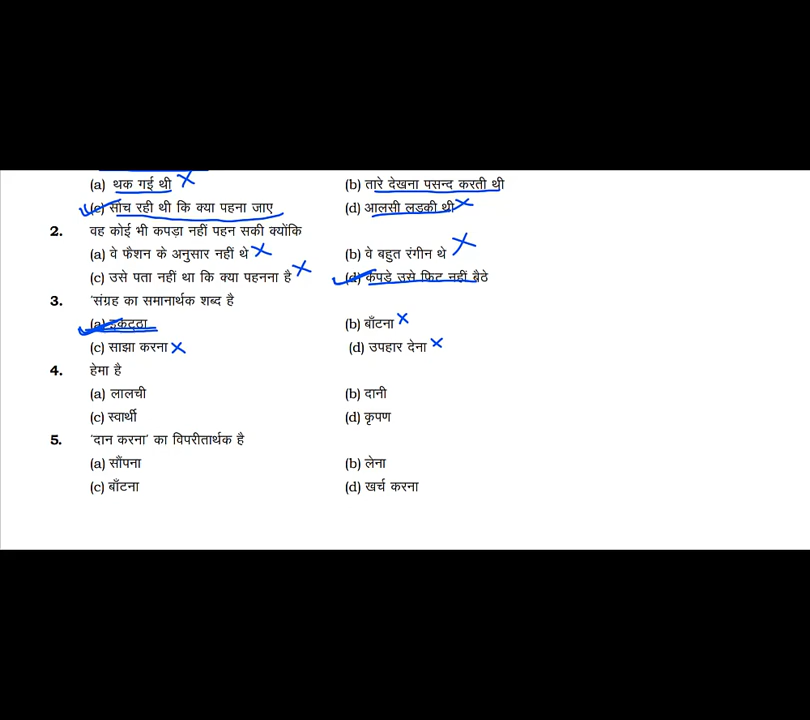 (a) थक गई थी (b) तारे देखना पसन्द करती थी
(c) सोच रही थी कि क्या पहना जाए (d) आलसी लडकी थी
2. वह कोई भी कपड़ा नहीं पहन सकी क्योंकि
(a) वे फैशन के अनुसार नहीं थे (b) वे बहुत रंगीन थे
(c) उसे पता नहीं था कि क्या पहनना है (d) कपडे उसे फिट नहीं बैठे
3. 'संग्रह का समानार्थक शब्द है
(a) इकट्ठा (b) बाँटना
(c) साझा करना (d) उपहार देना
4. हेमा है
(a) लालची (b) दानी
(c) स्वार्थी (d) कृपण
5. 'दान करना' का विपरीतार्थक है
(a) सौंपना (b) लेना
(c) बाँटना (d) खर्च करना